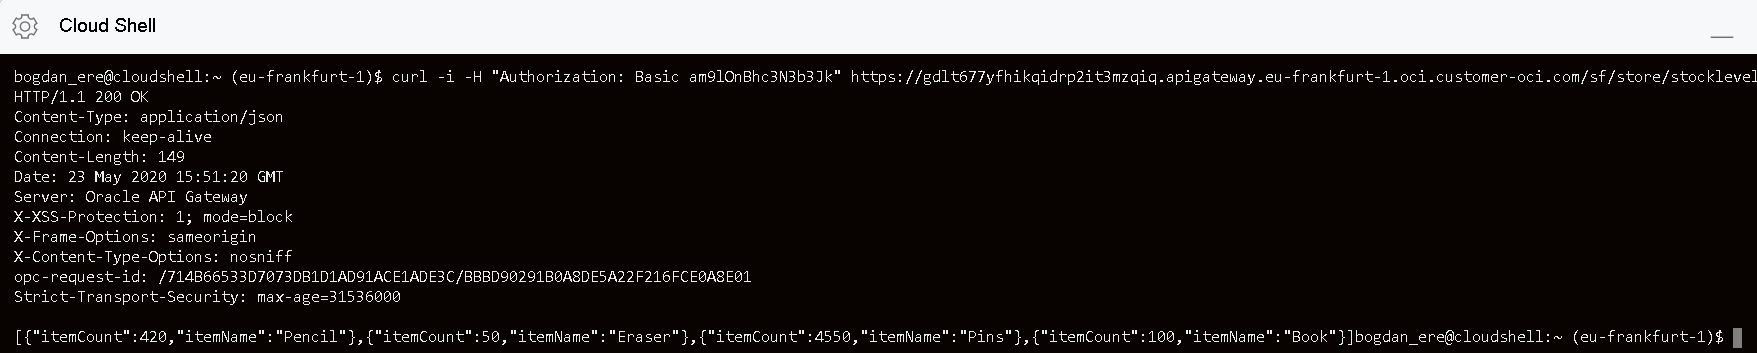 Cloud Shell
bogdan_ere@cloudshell:~ (eu-frankfurt-1)$ curl -i -H "Authorization: Basic am9lOnBhc3N3b3Jk" https://gdlt677yfhikqidrp2it3mzqiq.apigateway.eu-frankfurt-1.oci.customer-oci.com/sf/store/stocklevel
HTTP/1.1 200 OK
Content-Type: application/json
Connection: keep-alive
Content-Length: 149
Date: 23 May 2020 15:51:20 GMT
Server: Oracle API Gateway
X-XSS-Protection: 1; mode=block
X-Frame-Options: sameorigin
X-Content-Type-Options: nosniff
opc-request-id: /714B66533D7073DB1D1AD91ACE1ADE3C/BBBD90291B0A8DE5A22F216FCE0A8E01
Strict-Transport-Security: max-age=31536000
[{"itemCount":420,"itemName":"Pencil"},{"itemCount":50,"itemName":"Eraser"},{"itemCount":4550,"itemName":"Pins"},{"itemCount":100,"itemName":"Book"}]bogdan_ere@cloudshell:~ (eu-frankfurt-1)$